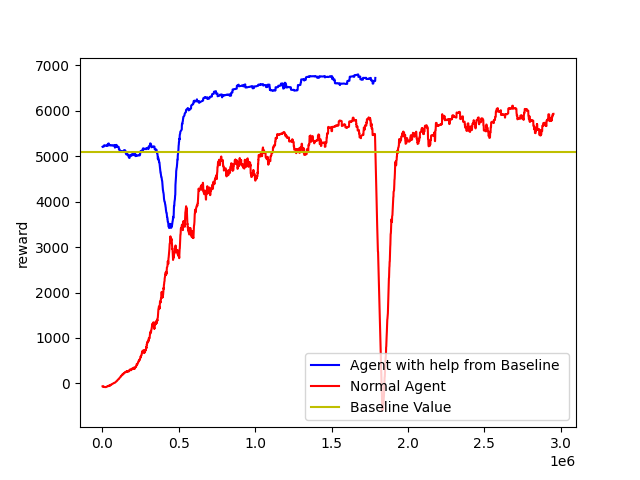 7000
6000
5000
4000
3000
2000
1000
0
reward
Agent with help from Baseline
Normal Agent
Baseline Value
0.0 0.5 1.0 1.5 2.0 2.5 3.0
1e6